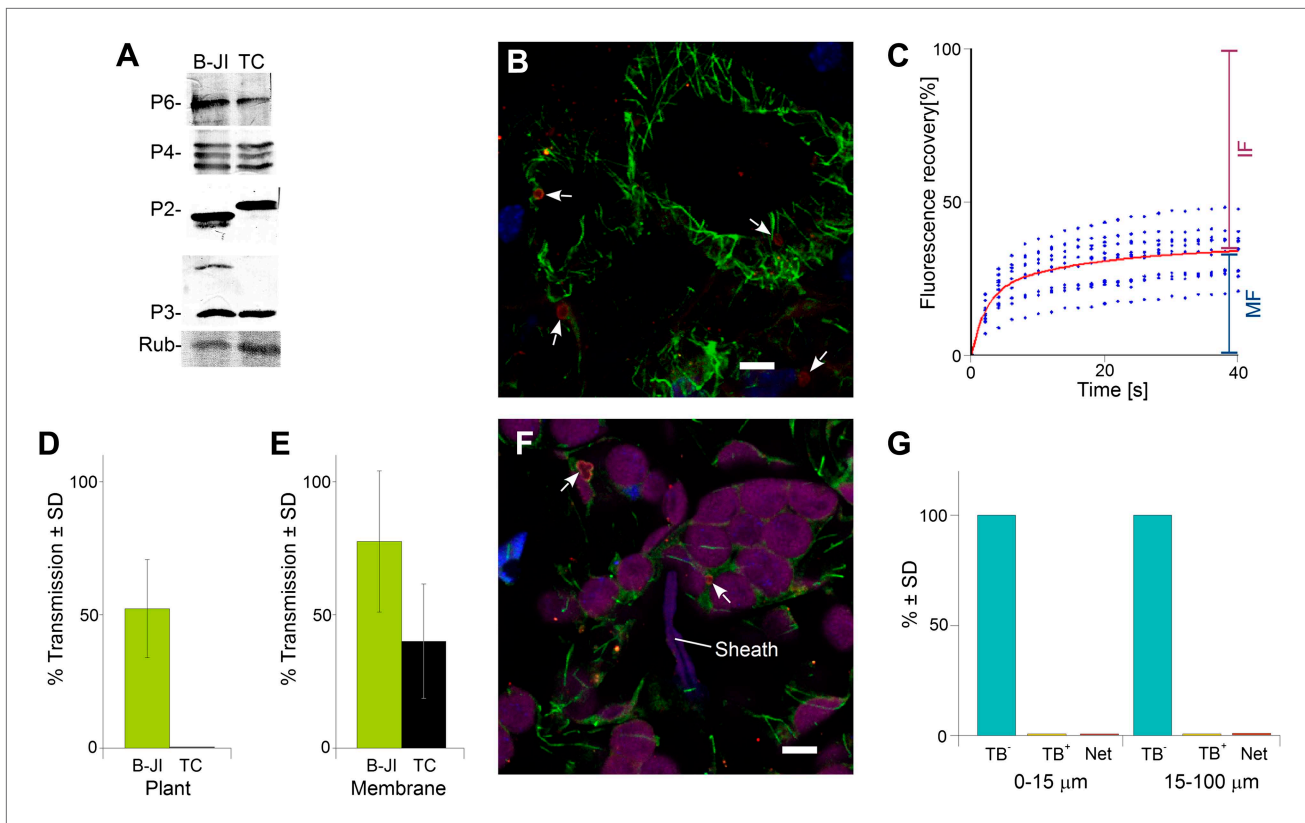 A
B-JI TC
P6-
P4-
P2-
P3-
Rub-
B
C
100
50
0
Fluorescence recovery[%]
IF
MF
0 20 40
Time [s]
D
100
50
0
% Transmission ± SD
B-JI TC
Plant
E
100
50
0
% Transmission ± SD
B-JI TC
Membrane
F
Sheath
G
100
50
0
% ± SD
TB⁻ TB⁺ Net TB⁻ TB⁺ Net
0-15 µm 15-100 µm